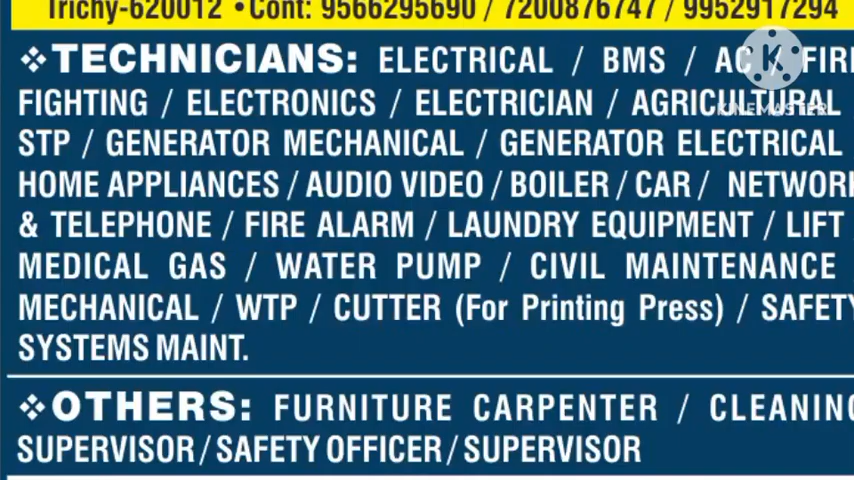 Trichy-620012 • Cont: 9566295690 / 7200876747 / 9952917294
❖TECHNICIANS: ELECTRICAL / BMS / AC / FIRE
FIGHTING / ELECTRONICS / ELECTRICIAN / AGRICULTURAL
STP / GENERATOR MECHANICAL / GENERATOR ELECTRICAL
HOME APPLIANCES / AUDIO VIDEO / BOILER / CAR / NETWORK
& TELEPHONE / FIRE ALARM / LAUNDRY EQUIPMENT / LIFT
MEDICAL GAS / WATER PUMP / CIVIL MAINTENANCE
MECHANICAL / WTP / CUTTER (For Printing Press) / SAFETY
SYSTEMS MAINT.
❖OTHERS: FURNITURE CARPENTER / CLEANING
SUPERVISOR / SAFETY OFFICER / SUPERVISOR
KINEMASTER